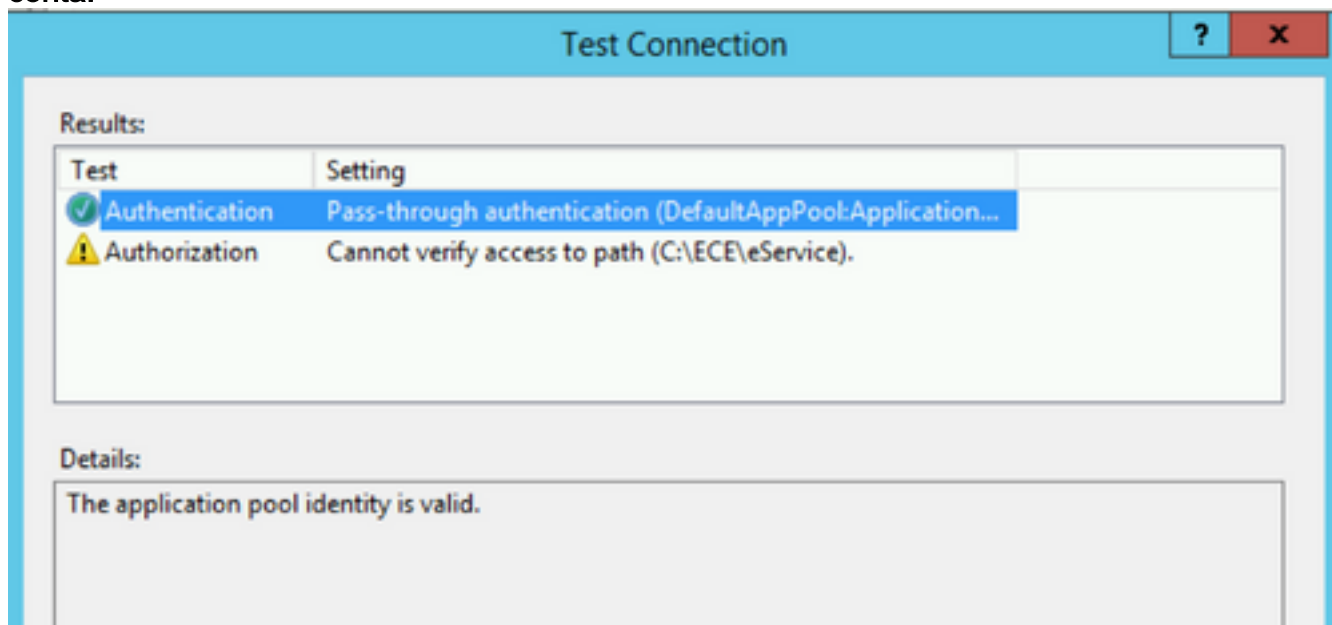 Test Connection
?
x
Results:
Test Setting
Authentication Pass-through authentication (DefaultAppPool:Application...
Authorization Cannot verify access to path (C:\ECE\eService).
Details:
The application pool identity is valid.